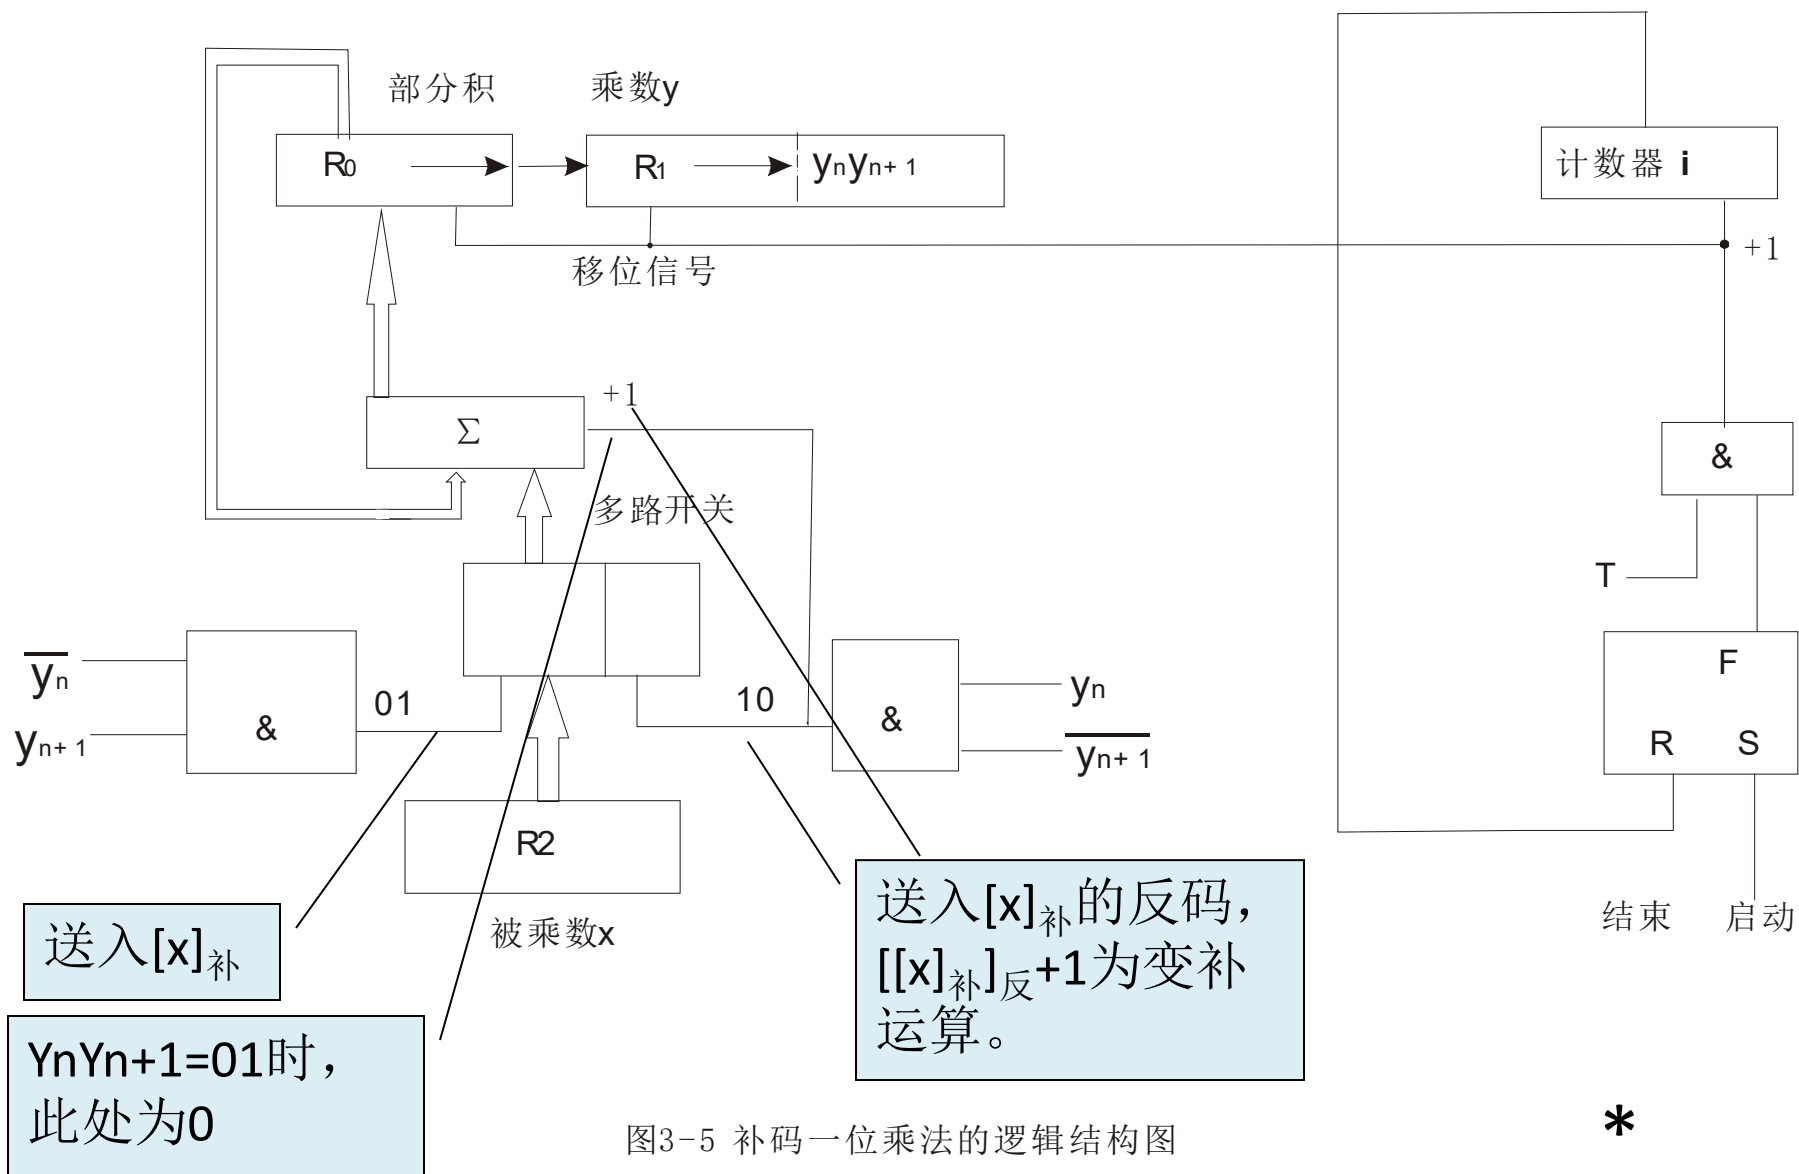 部分积
乘数y
R0
R1
ynyn+1
计数器 i
移位信号
+1
+1
Σ
&
多路开关
T
F
R S
yn
yn+1
&
01
10
&
yn
yn+1
R2
被乘数x
结束 启动
送入[x]补
送入[x]补的反码，
[[x]补]反+1为变补
运算。
YnYn+1=01时，
此处为0
图3-5 补码一位乘法的逻辑结构图
*